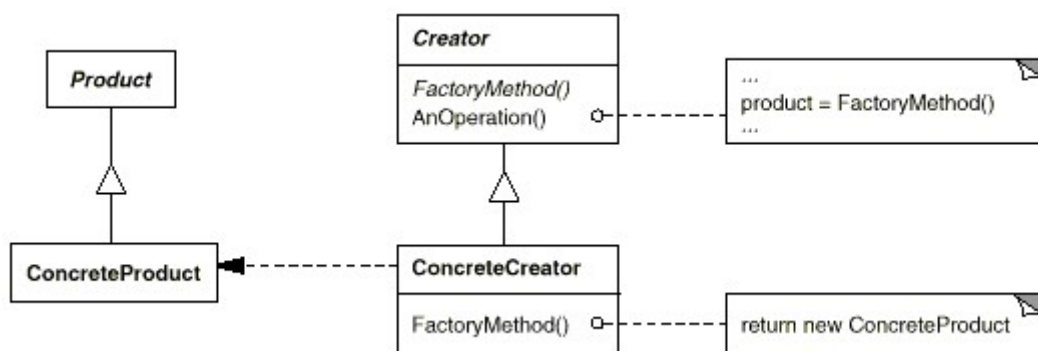 Product
ConcreteProduct
Creator
FactoryMethod()
AnOperation()
...
product = FactoryMethod()
...
ConcreteCreator
FactoryMethod()
return new ConcreteProduct